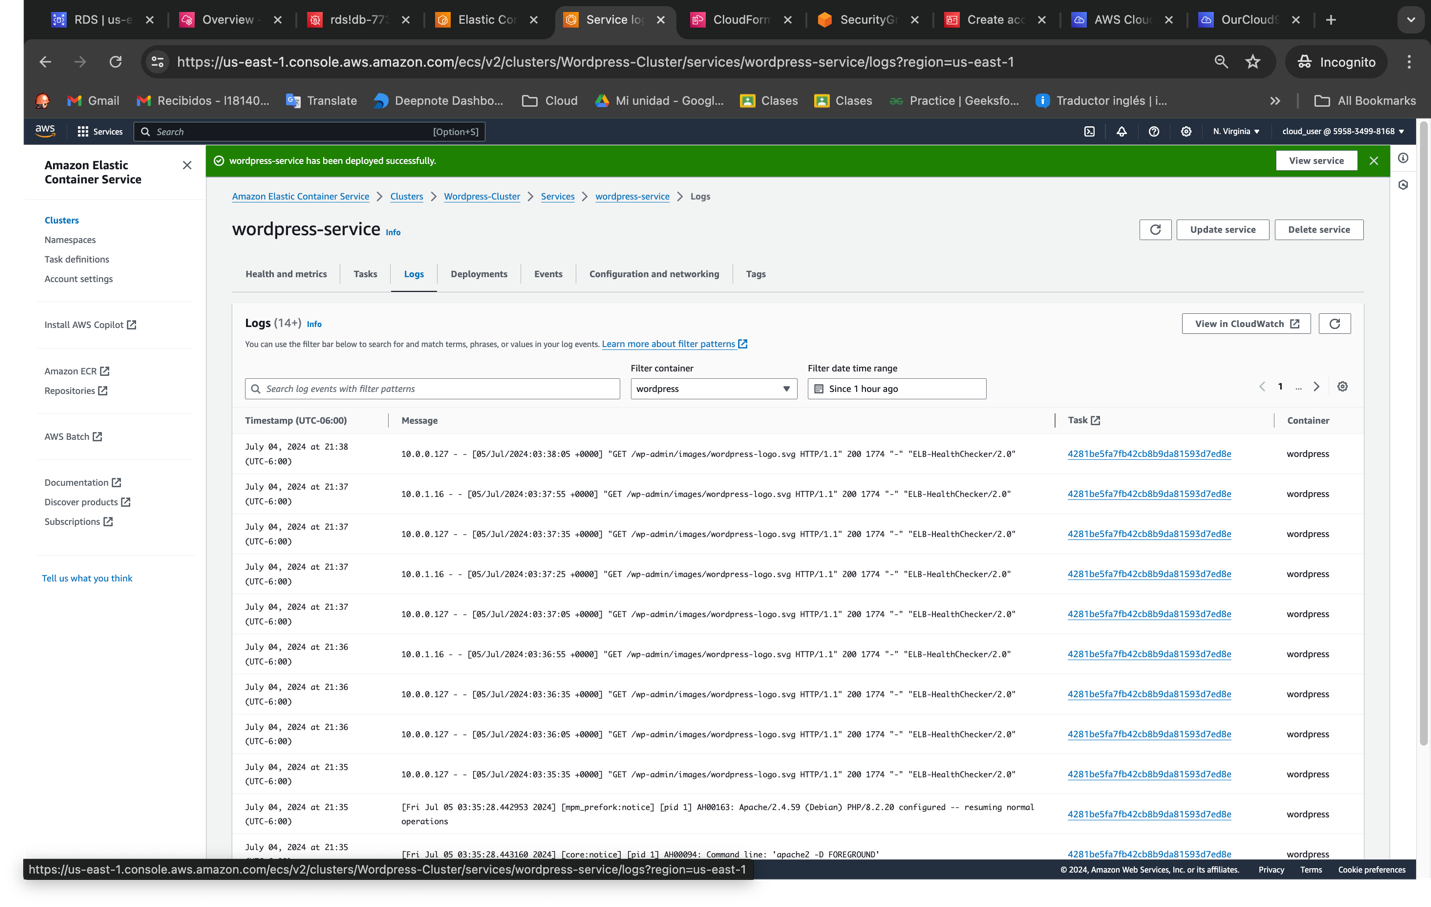 RDS | us-e
Overview
rds!db-773
Elastic Co
Service lo
CloudForm
SecurityGr
Create acc
AWS Clou
OurCloud
https://us-east-1.console.aws.amazon.com/ecs/v2/clusters/Wordpress-Cluster/services/wordpress-service/logs?region=us-east-1
Incognito
Gmail
Recibidos - l18140...
Translate
Deepnote Dashbo...
Cloud
Mi unidad - Googl...
Clases
Clases
Practice | Geeksfo...
Traductor inglés | i...
All Bookmarks
aws
Services
Search
[Option+S]
N. Virginia
cloud_user @ 5958-3499-8168
Amazon Elastic
Container Service
wordpress-service has been deployed successfully.
View service
Amazon Elastic Container Service > Clusters > Wordpress-Cluster > Services > wordpress-service > Logs
Clusters
Namespaces
Task definitions
Account settings
Install AWS Copilot
Amazon ECR
Repositories
AWS Batch
Documentation
Discover products
Subscriptions
Tell us what you think
wordpress-service Info
Update service
Delete service
Health and metrics
Tasks
Logs
Deployments
Events
Configuration and networking
Tags
Logs (14+) Info
View in CloudWatch
You can use the filter bar below to search for and match terms, phrases, or values in your log events. Learn more about filter patterns
Filter container
Filter date time range
Search log events with filter patterns
wordpress
Since 1 hour ago
1 ...
Timestamp (UTC-06:00)
Message
Task
Container
July 04, 2024 at 21:38
(UTC-6:00)
10.0.0.127 - - [05/Jul/2024:03:38:05 +0000] "GET /wp-admin/images/wordpress-logo.svg HTTP/1.1" 200 1774 "-" "ELB-HealthChecker/2.0"
4281be5fa7fb42cb8b9da81593d7ed8e
wordpress
July 04, 2024 at 21:37
(UTC-6:00)
10.0.1.16 - - [05/Jul/2024:03:37:55 +0000] "GET /wp-admin/images/wordpress-logo.svg HTTP/1.1" 200 1774 "-" "ELB-HealthChecker/2.0"
4281be5fa7fb42cb8b9da81593d7ed8e
wordpress
July 04, 2024 at 21:37
(UTC-6:00)
10.0.0.127 - - [05/Jul/2024:03:37:35 +0000] "GET /wp-admin/images/wordpress-logo.svg HTTP/1.1" 200 1774 "-" "ELB-HealthChecker/2.0"
4281be5fa7fb42cb8b9da81593d7ed8e
wordpress
July 04, 2024 at 21:37
(UTC-6:00)
10.0.1.16 - - [05/Jul/2024:03:37:25 +0000] "GET /wp-admin/images/wordpress-logo.svg HTTP/1.1" 200 1774 "-" "ELB-HealthChecker/2.0"
4281be5fa7fb42cb8b9da81593d7ed8e
wordpress
July 04, 2024 at 21:37
(UTC-6:00)
10.0.0.127 - - [05/Jul/2024:03:37:05 +0000] "GET /wp-admin/images/wordpress-logo.svg HTTP/1.1" 200 1774 "-" "ELB-HealthChecker/2.0"
4281be5fa7fb42cb8b9da81593d7ed8e
wordpress
July 04, 2024 at 21:36
(UTC-6:00)
10.0.1.16 - - [05/Jul/2024:03:36:55 +0000] "GET /wp-admin/images/wordpress-logo.svg HTTP/1.1" 200 1774 "-" "ELB-HealthChecker/2.0"
4281be5fa7fb42cb8b9da81593d7ed8e
wordpress
July 04, 2024 at 21:36
(UTC-6:00)
10.0.0.127 - - [05/Jul/2024:03:36:35 +0000] "GET /wp-admin/images/wordpress-logo.svg HTTP/1.1" 200 1774 "-" "ELB-HealthChecker/2.0"
4281be5fa7fb42cb8b9da81593d7ed8e
wordpress
July 04, 2024 at 21:36
(UTC-6:00)
10.0.0.127 - - [05/Jul/2024:03:36:05 +0000] "GET /wp-admin/images/wordpress-logo.svg HTTP/1.1" 200 1774 "-" "ELB-HealthChecker/2.0"
4281be5fa7fb42cb8b9da81593d7ed8e
wordpress
July 04, 2024 at 21:35
(UTC-6:00)
10.0.0.127 - - [05/Jul/2024:03:35:35 +0000] "GET /wp-admin/images/wordpress-logo.svg HTTP/1.1" 200 1774 "-" "ELB-HealthChecker/2.0"
4281be5fa7fb42cb8b9da81593d7ed8e
wordpress
July 04, 2024 at 21:35
(UTC-6:00)
[Fri Jul 05 03:35:28.442953 2024] [mpm_prefork:notice] [pid 1] AH00163: Apache/2.4.59 (Debian) PHP/8.2.20 configured -- resuming normal
operations
4281be5fa7fb42cb8b9da81593d7ed8e
wordpress
July 04, 2024 at 21:35
[Fri Jul 05 03:35:28.443160 2024] [core:notice] [pid 1] AH00094: Command line: 'apache2 -D FOREGROUND'
4281be5fa7fb42cb8b9da81593d7ed8e
wordpress
https://us-east-1.console.aws.amazon.com/ecs/v2/clusters/Wordpress-Cluster/services/wordpress-service/logs?region=us-east-1
© 2024, Amazon Web Services, Inc. or its affiliates.
Privacy
Terms
Cookie preferences